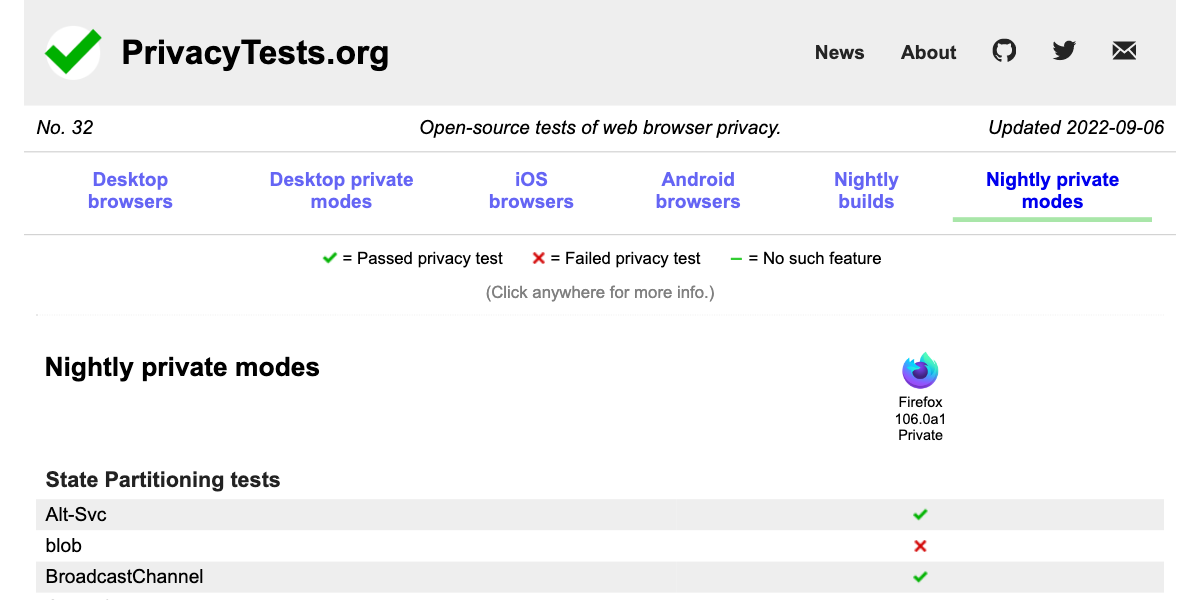 PrivacyTests.org
News About
No. 32 Open-source tests of web browser privacy. Updated 2022-09-06
Desktop browsers
Desktop private modes
iOS browsers
Android browsers
Nightly builds
Nightly private modes
= Passed privacy test = Failed privacy test = No such feature
(Click anywhere for more info.)
Nightly private modes
Firefox
106.0a1
Private
State Partitioning tests
Alt-Svc
blob
BroadcastChannel